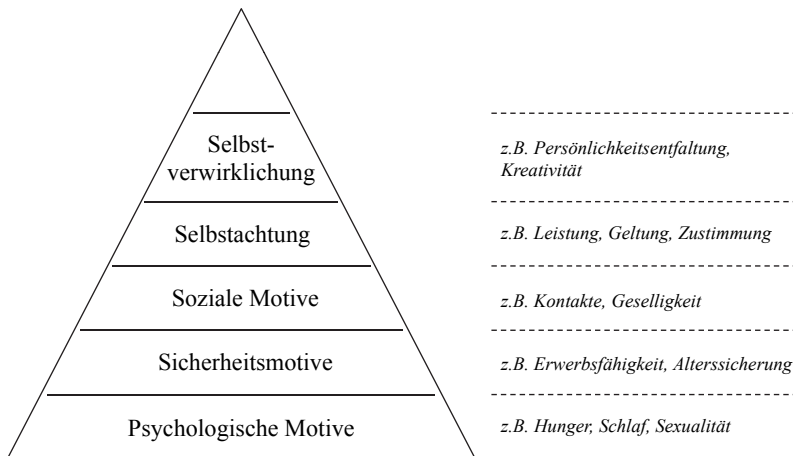 Selbst-
verwirklichung
z.B. Persönlichkeitsentfaltung,
Kreativität
Selbstachtung
z.B. Leistung, Geltung, Zustimmung
Soziale Motive
z.B. Kontakte, Geselligkeit
Sicherheitsmotive
z.B. Erwerbsfähigkeit, Alterssicherung
Psychologische Motive
z.B. Hunger, Schlaf, Sexualität